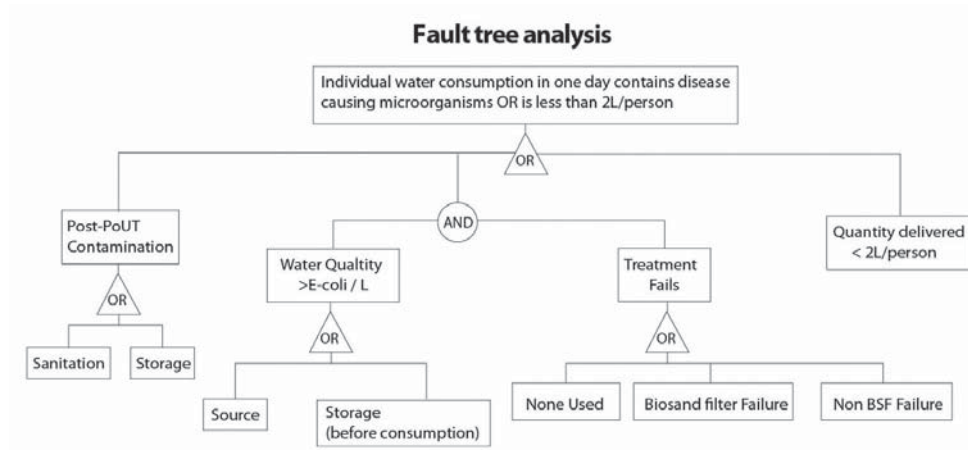 Fault tree analysis
Individual water consumption in one day contains disease
causing microorganisms OR is less than 2L/person
OR
Post-PoUT
Contamination
AND
Quantity delivered
< 2L/person
Water Qualtity
>E-coli / L
Treatment
Fails
OR
OR
OR
Sanitation
Storage
Source
Storage
(before consumption)
None Used
Biosand filter Failure
Non BSF Failure